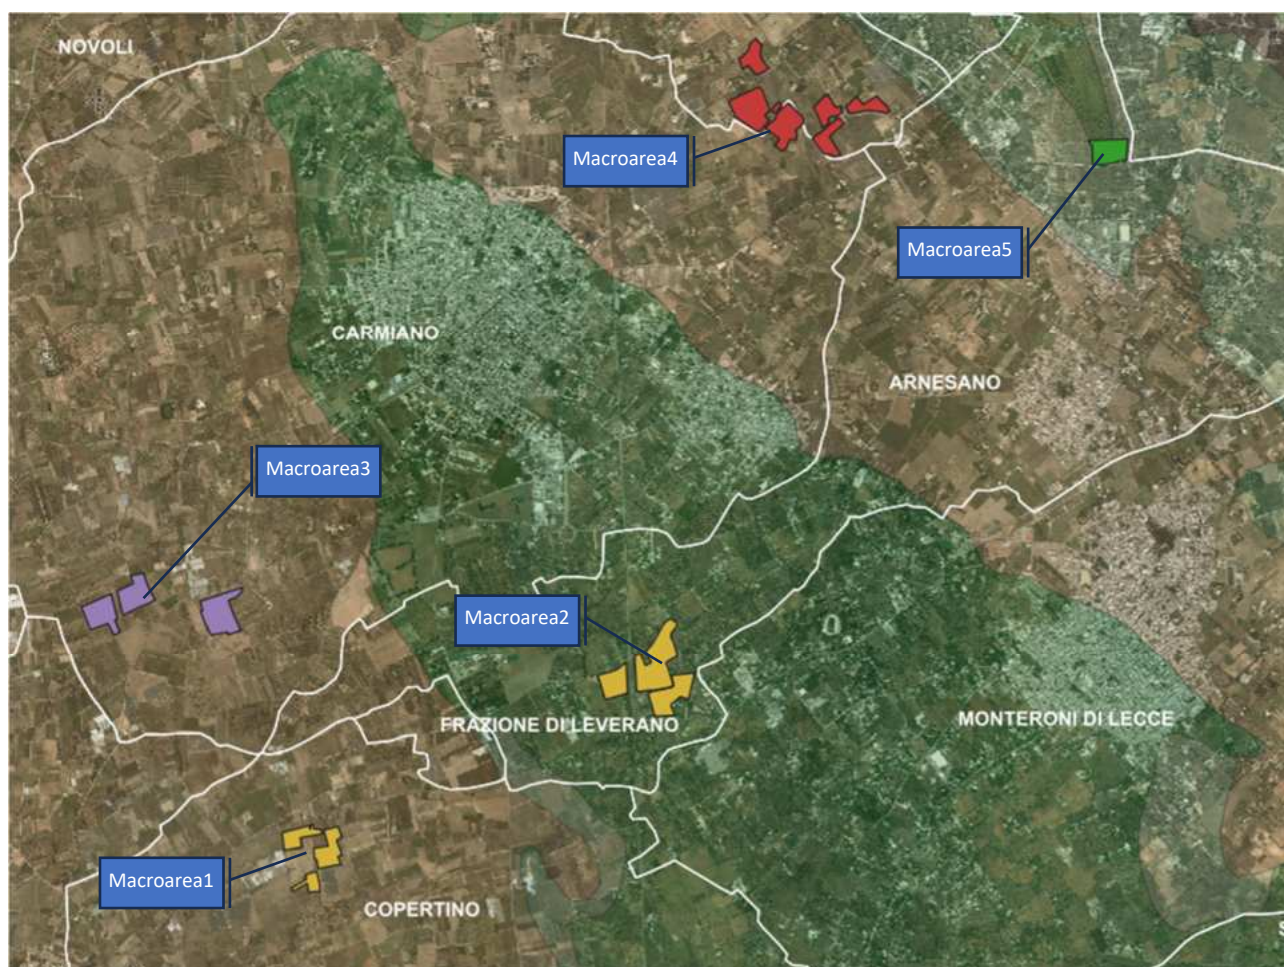 NOVOLI
Macroarea4
Macroarea5
CARMIANO
ARNESANO
Macroarea3
Macroarea2
FRAZIONE DI LEVERANO
MONTERONI DI LECCE
Macroarea1
COPERTINO
S